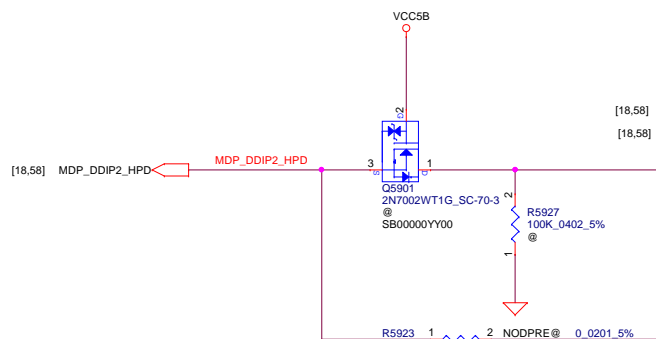 VCC5B
[18,58]
[18,58]
2
G
[18,58] MDP_DDIP2_HPD
MDP_DDIP2_HPD
3
S
1
D
Q5901
2N7002WT1G_SC-70-3
@
SB00000YY00
2
R5927
100K_0402_5%
@
1
R5923 1 2 NODPRE@ 0_0201_5%